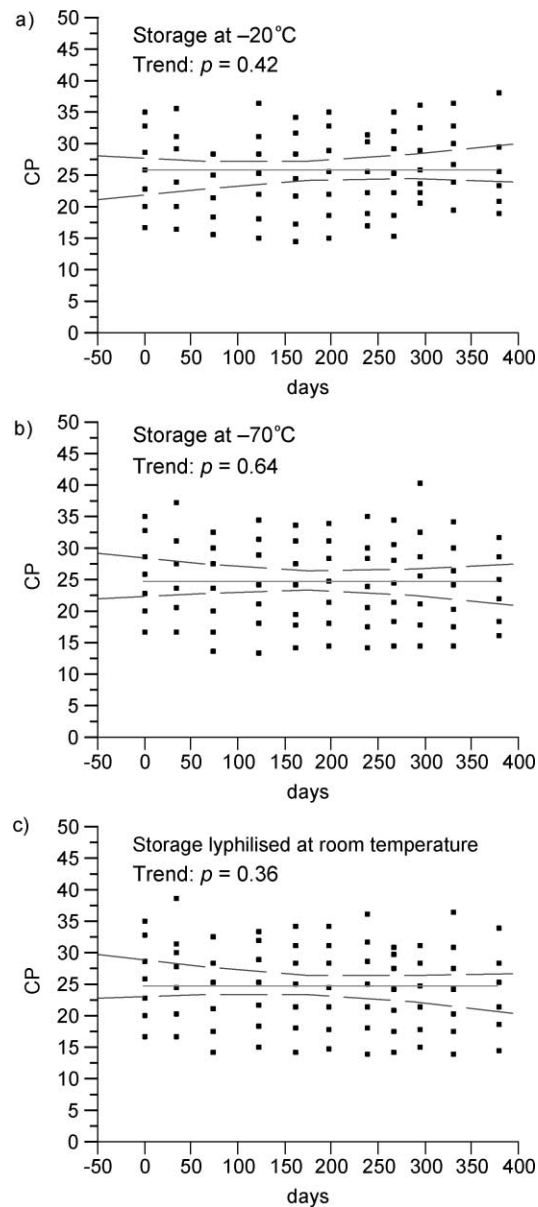 a)
Storage at –20°C
Trend: p = 0.42
50
45
40
35
30
25
20
15
10
5
0
CP
-50 0 50 100 150 200 250 300 350 400
days
b)
Storage at –70°C
Trend: p = 0.64
50
45
40
35
30
25
20
15
10
5
0
CP
-50 0 50 100 150 200 250 300 350 400
days
c)
Storage lyphilised at room temperature
Trend: p = 0.36
50
45
40
35
30
25
20
15
10
5
0
CP
-50 0 50 100 150 200 250 300 350 400
days